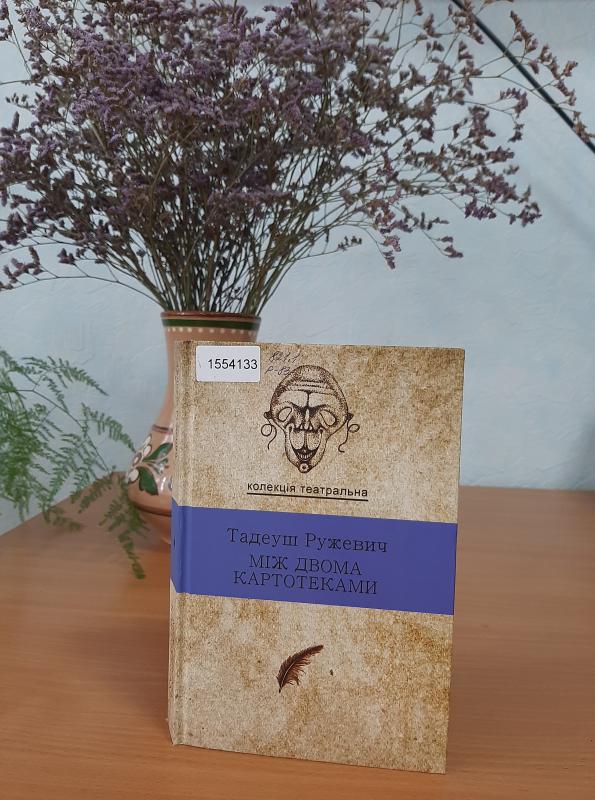 1554133
колекція театральна
Тадеуш Ружевич
МІЖ ДВОМА
КАРТОТЕКАМИ